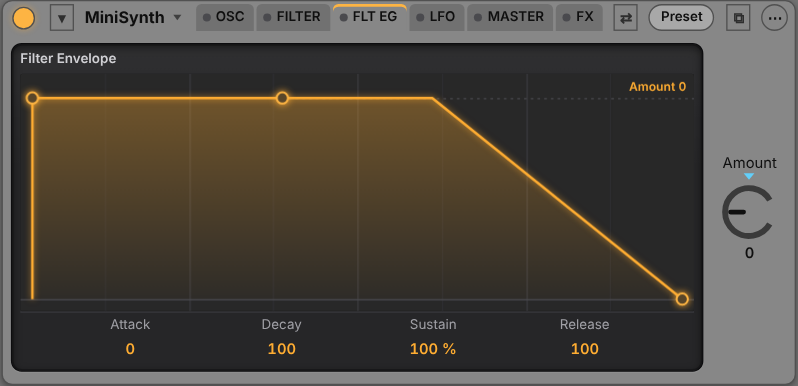 MiniSynth OSC FILTER FLT EG LFO MASTER FX Preset
Filter Envelope
Amount 0
Amount
0
Attack Decay Sustain Release
0 100 100 % 100